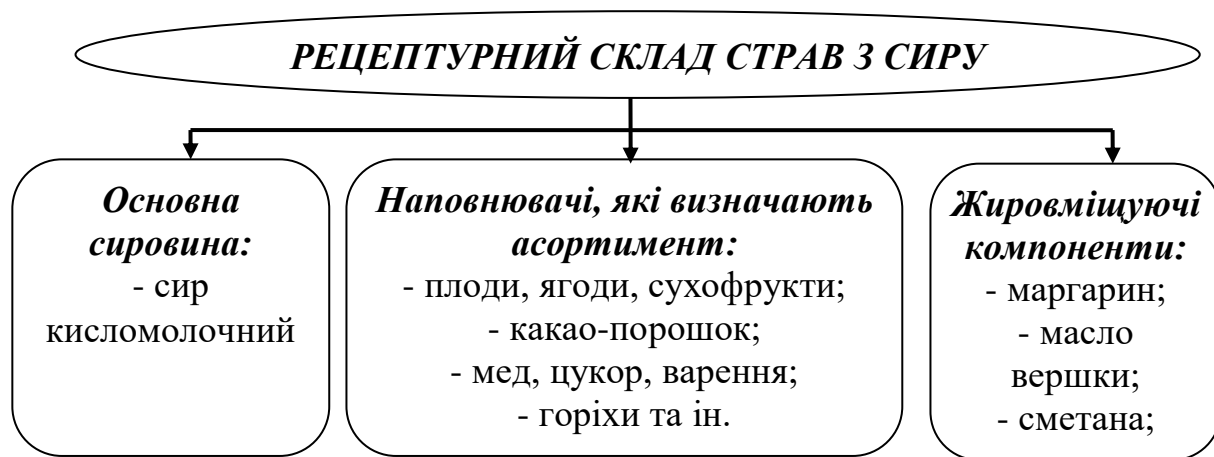 РЕЦЕПТУРНИЙ СКЛАД СТРАВ З СИРУ
Основна
сировина:
- сир
кисломолочний
Наповнювачі, які визначають
асортимент:
- плоди, ягоди, сухофрукти;
- какао-порошок;
- мед, цукор, варення;
- горіхи та ін.
Жировміщуючі
компоненти:
- маргарин;
- масло
вершки;
- сметана;